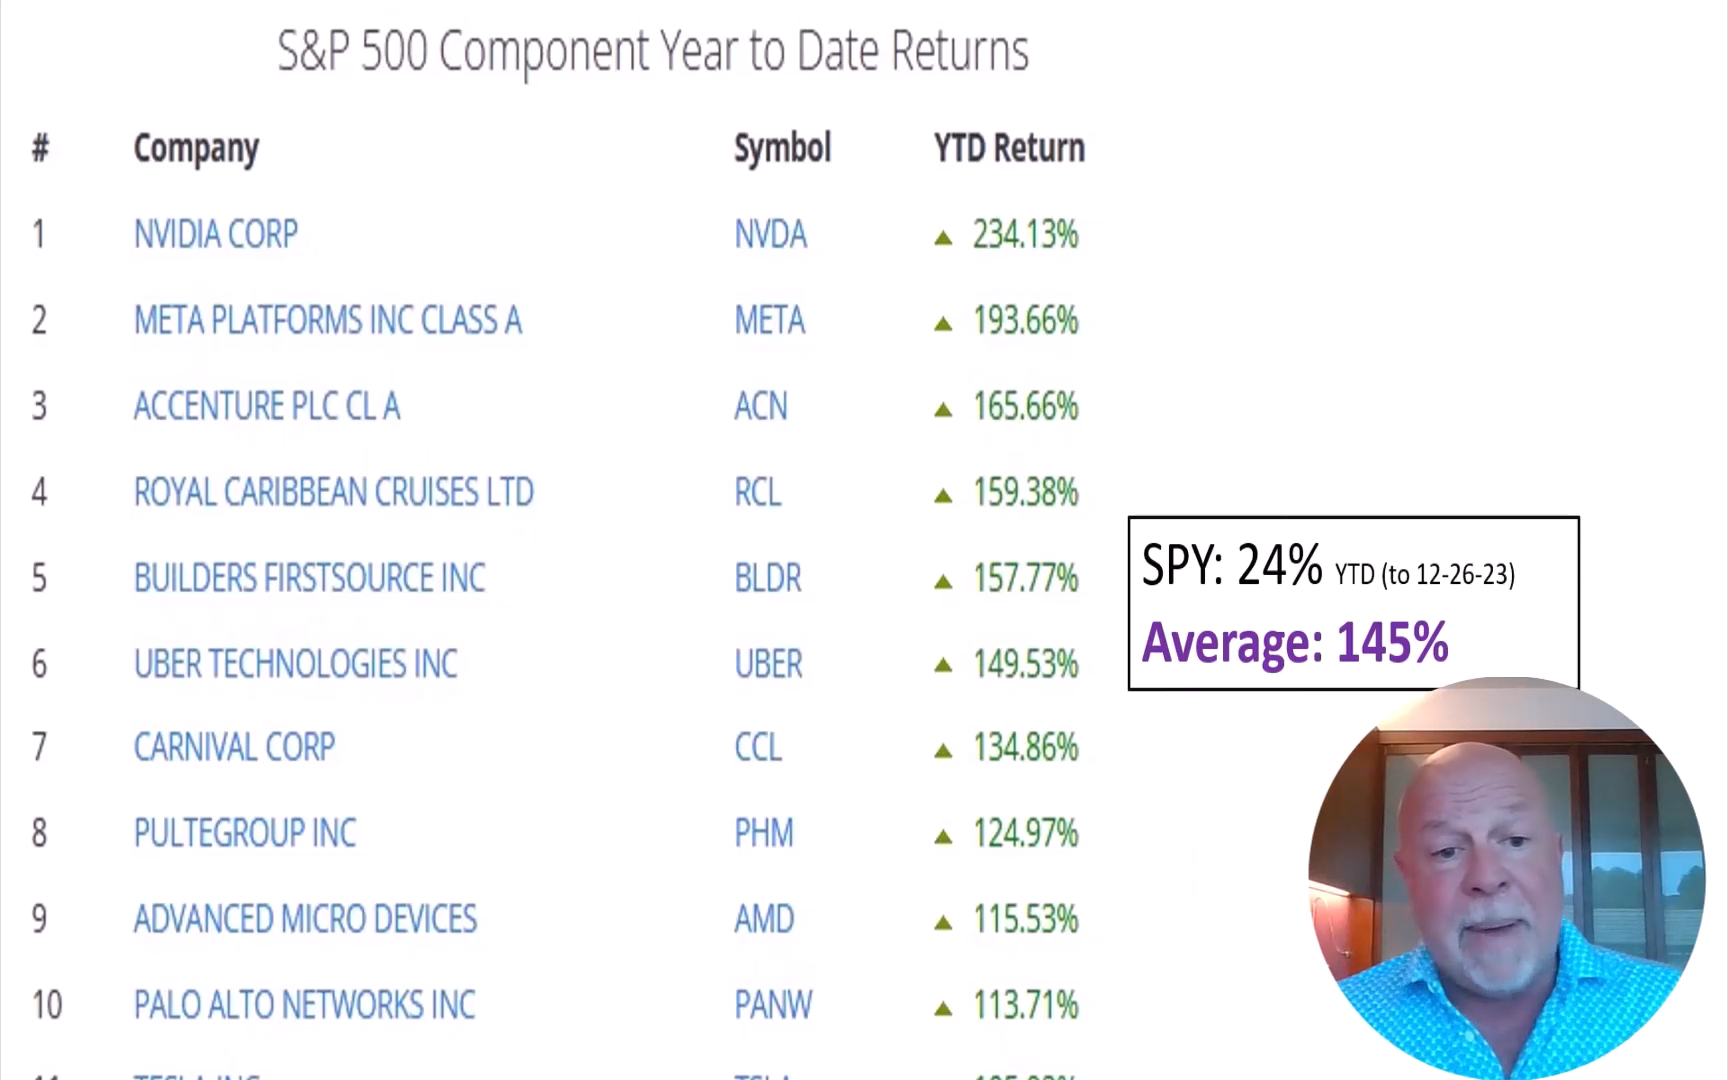 S&P 500 Component Year to Date Returns
# Company Symbol YTD Return
1 NVIDIA CORP NVDA ▲ 234.13%
2 META PLATFORMS INC CLASS A META ▲ 193.66%
3 ACCENTURE PLC CL A ACN ▲ 165.66%
4 ROYAL CARIBBEAN CRUISES LTD RCL ▲ 159.38%
5 BUILDERS FIRSTSOURCE INC BLDR ▲ 157.77%
6 UBER TECHNOLOGIES INC UBER ▲ 149.53%
7 CARNIVAL CORP CCL ▲ 134.86%
8 PULTEGROUP INC PHM ▲ 124.97%
9 ADVANCED MICRO DEVICES AMD ▲ 115.53%
10 PALO ALTO NETWORKS INC PANW ▲ 113.71%
11 TESLA INC TSLA
SPY: 24% YTD (to 12-26-23)
Average: 145%